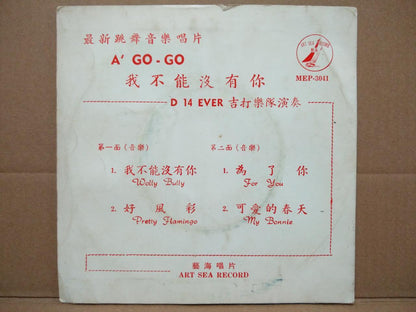 最新跳舞音樂唱片
A' GO-GO
我不能沒有你
ART SEA RECORD
MEP-3041
D 14 EVER 吉打樂隊演奏
第一面(音樂)
1. 我不能沒有你
Wolly Bully
2. 好風彩
Pretty Flamingo
第二面(音樂)
1. 為了你
For You
2. 可愛的春天
My Bonnie
藝海唱片
ART SEA RECORD